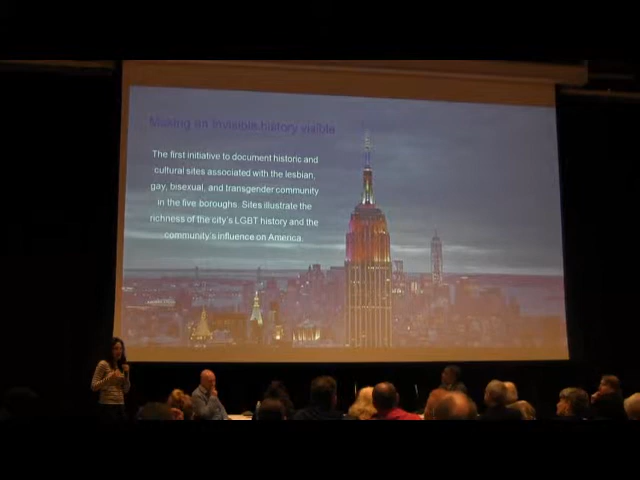 Making an invisible history visible
The first initiative to document historic and
cultural sites associated with the lesbian,
gay, bisexual, and transgender community
in the five boroughs. Sites illustrate the
richness of the city's LGBT history and the
community's influence on America.